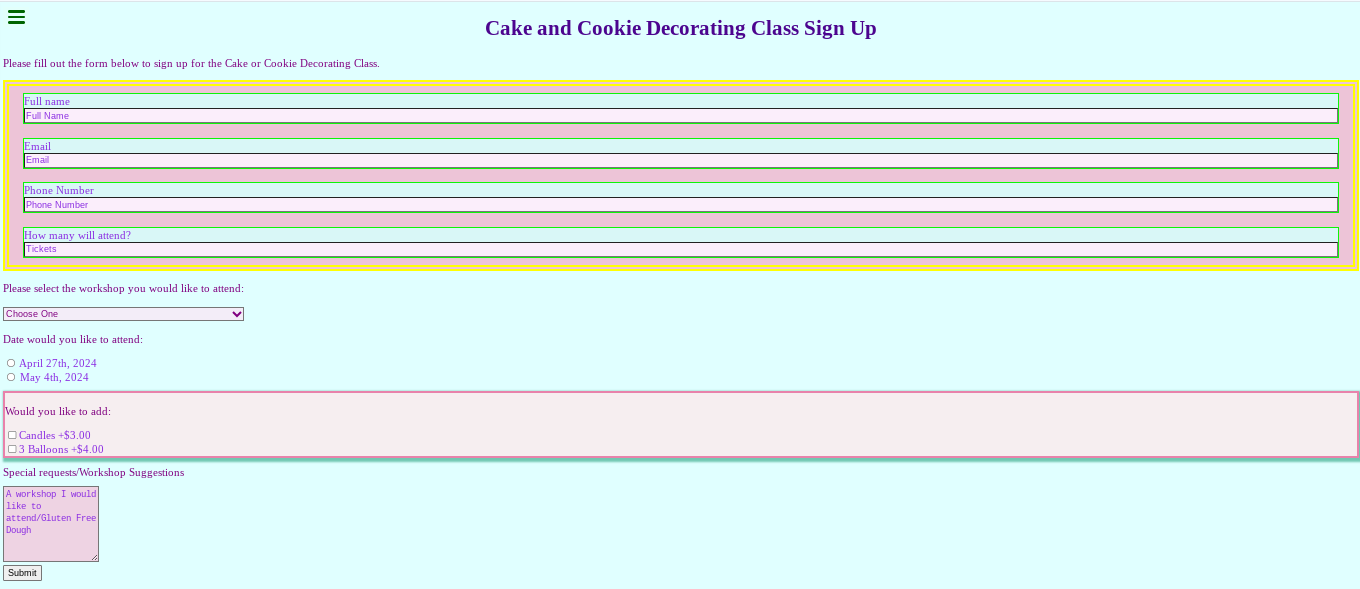 Cake and Cookie Decorating Class Sign Up
Please fill out the form below to sign up for the Cake or Cookie Decorating Class.
Full name
Full Name
Email
Email
Phone Number
Phone Number
How many will attend?
Tickets
Please select the workshop you would like to attend:
Choose One
Date would you like to attend:
April 27th, 2024
May 4th, 2024
Would you like to add:
Candles +$3.00
3 Balloons +$4.00
Special requests/Workshop Suggestions
A workshop I would
like to
attend/Gluten Free
Dough
Submit